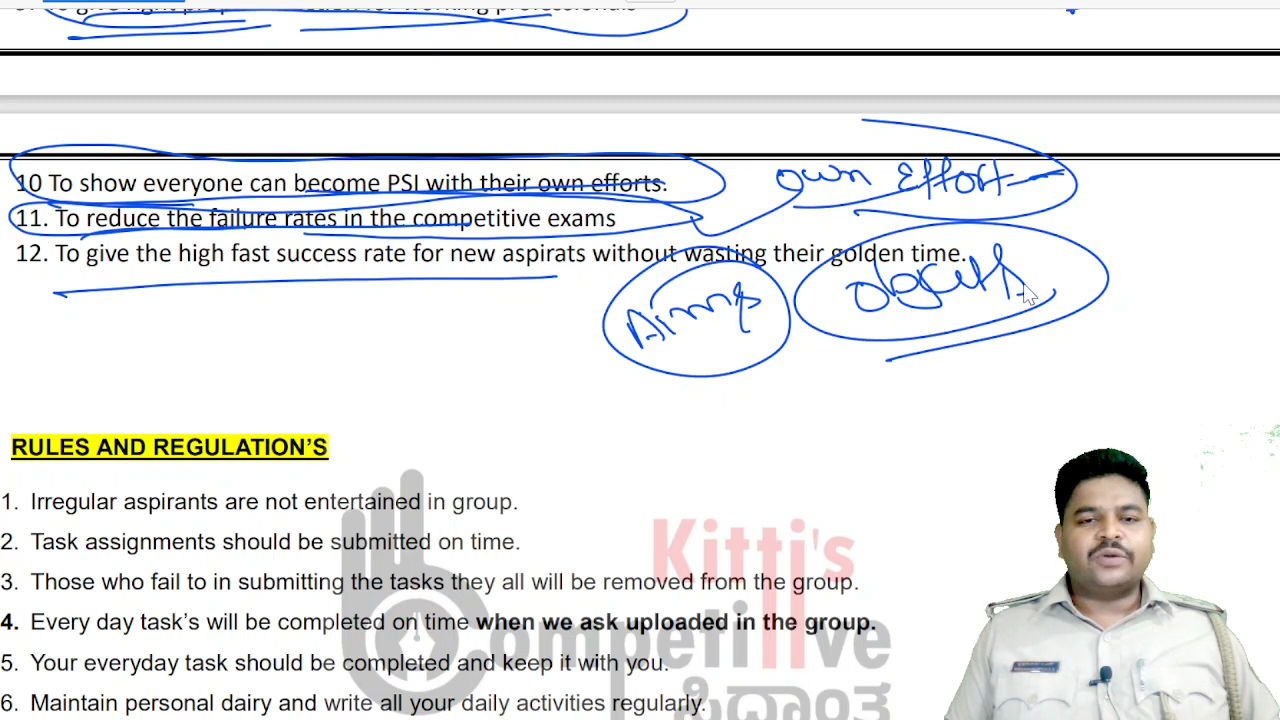 10 To show everyone can become PSI with their own efforts.
own Effort
11. To reduce the failure rates in the competitive exams
12. To give the high fast success rate for new aspirats without wasting their golden time.
Aims
RULES AND REGULATION'S
1. Irregular aspirants are not entertained in group.
2. Task assignments should be submitted on time.
3. Those who fail to in submitting the tasks they all will be removed from the group.
4. Every day task's will be completed on time when we ask uploaded in the group.
5. Your everyday task should be completed and keep it with you.
6. Maintain personal dairy and write all your daily activities regularly.
Kitti's
ompetitive